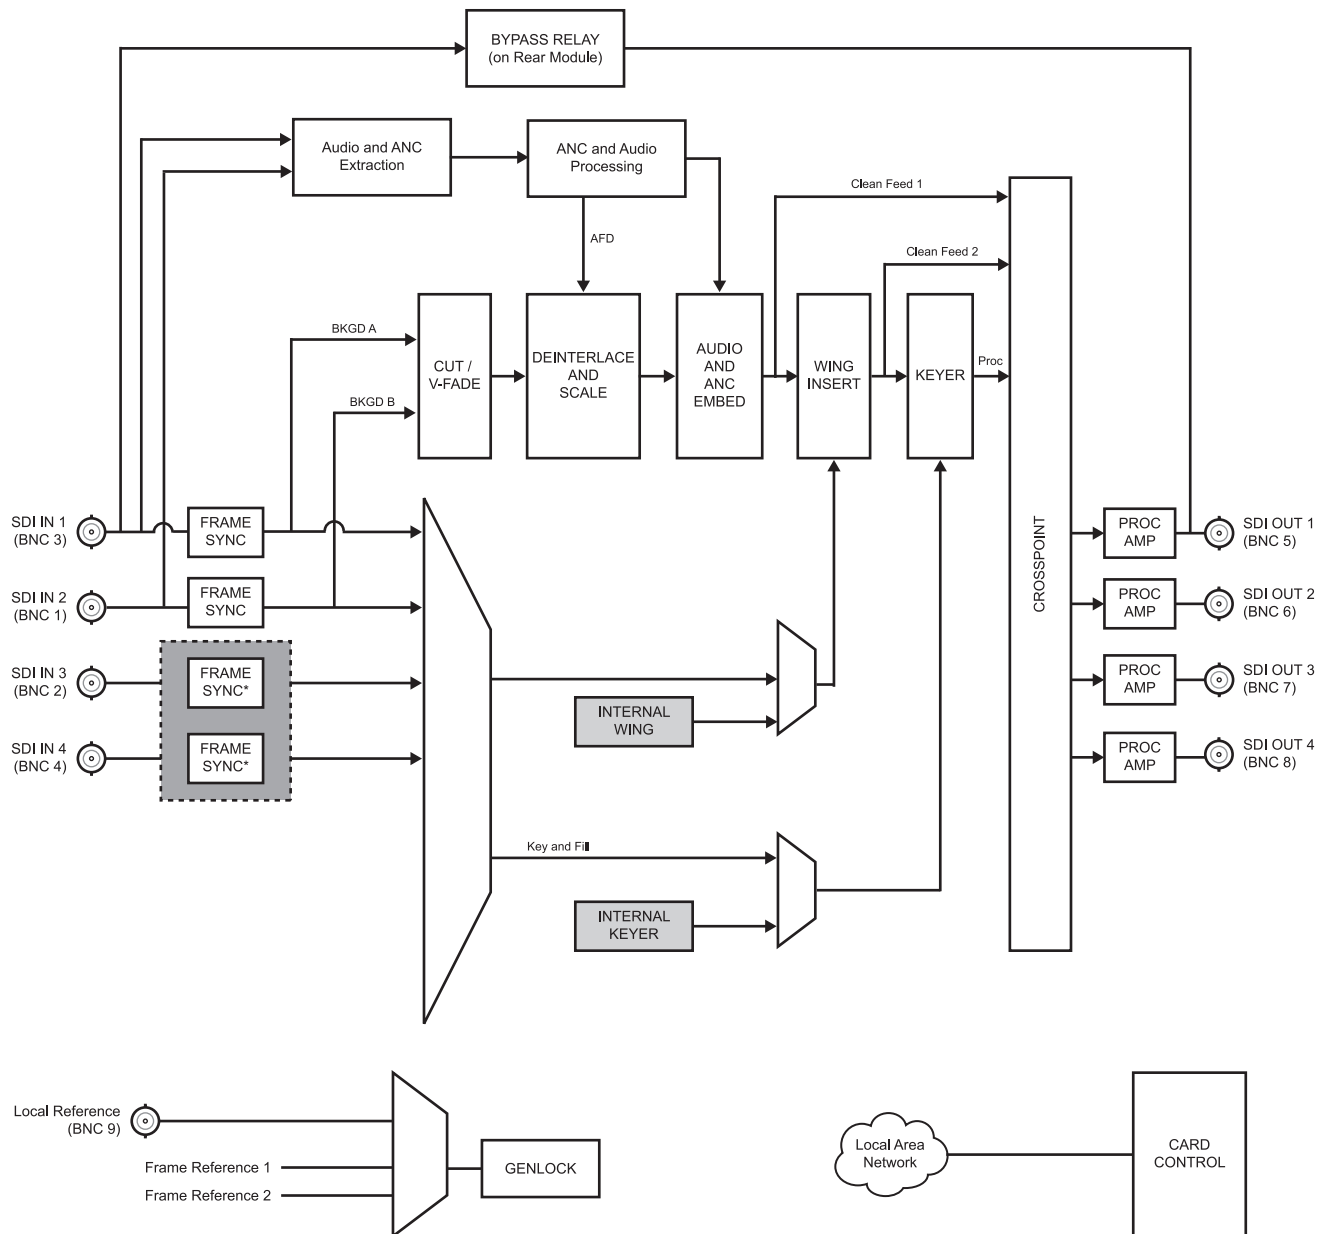 BYPASS RELAY
(on Rear Module)
Audio and ANC
Extraction
ANC and Audio
Processing
Clean Feed 1
AFD
Clean Feed 2
BKGD A
BKGD B
CUT /
V-FADE
DEINTERLACE
AND
SCALE
AUDIO
AND
ANC
EMBED
WING
INSERT
KEYER
Proc
CROSSPOINT
SDI IN 1
(BNC 3)
FRAME
SYNC
SDI IN 2
(BNC 1)
FRAME
SYNC
SDI IN 3
(BNC 2)
FRAME
SYNC*
SDI IN 4
(BNC 4)
FRAME
SYNC*
INTERNAL
WING
Key and Fill
INTERNAL
KEYER
PROC
AMP
SDI OUT 1
(BNC 5)
PROC
AMP
SDI OUT 2
(BNC 6)
PROC
AMP
SDI OUT 3
(BNC 7)
PROC
AMP
SDI OUT 4
(BNC 8)
Local Reference
(BNC 9)
Frame Reference 1
Frame Reference 2
GENLOCK
Local Area
Network
CARD
CONTROL